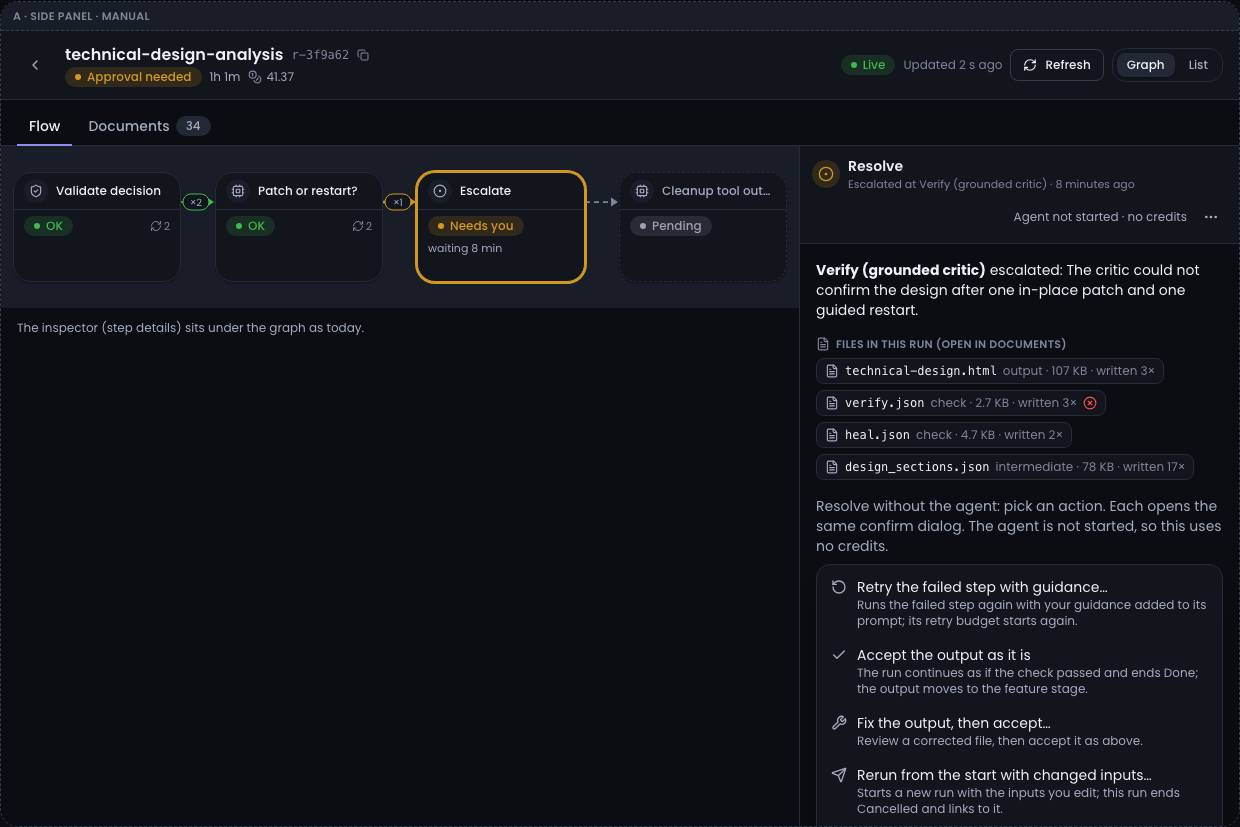 A · SIDE PANEL · MANUAL
technical-design-analysis r-3f9a62
Approval needed 1h 1m 41.37
Live Updated 2 s ago Refresh Graph List
Flow Documents 34
Validate decision
OK 2
×2
Patch or restart?
OK 2
×1
Escalate
Needs you
waiting 8 min
Cleanup tool out…
Pending
The inspector (step details) sits under the graph as today.
Resolve
Escalated at Verify (grounded critic) · 8 minutes ago
Agent not started · no credits ···
Verify (grounded critic) escalated: The critic could not
confirm the design after one in-place patch and one
guided restart.
FILES IN THIS RUN (OPEN IN DOCUMENTS)
technical-design.html output · 107 KB · written 3×
verify.json check · 2.7 KB · written 3×
heal.json check · 4.7 KB · written 2×
design_sections.json intermediate · 78 KB · written 17×
Resolve without the agent: pick an action. Each opens the
same confirm dialog. The agent is not started, so this uses
no credits.
Retry the failed step with guidance…
Runs the failed step again with your guidance added to its
prompt; its retry budget starts again.
Accept the output as it is
The run continues as if the check passed and ends Done;
the output moves to the feature stage.
Fix the output, then accept…
Review a corrected file, then accept it as above.
Rerun from the start with changed inputs…
Starts a new run with the inputs you edit; this run ends
Cancelled and links to it.